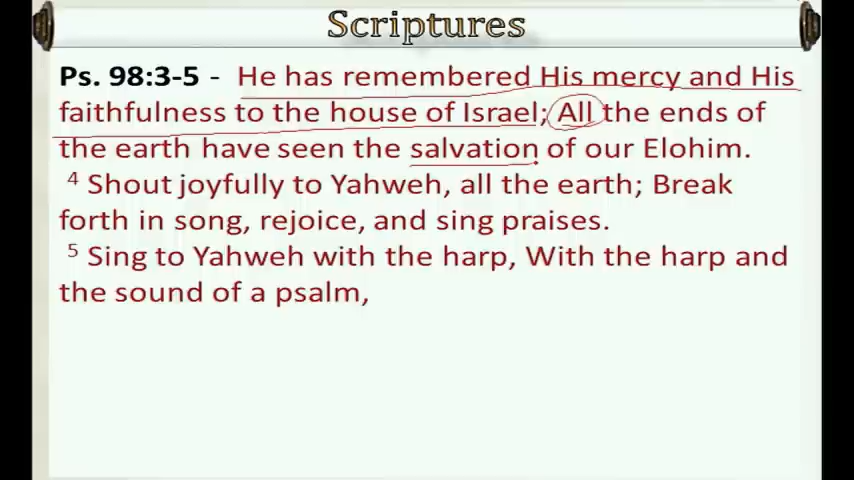 Scriptures
Ps. 98:3-5 - He has remembered His mercy and His
faithfulness to the house of Israel; All the ends of
the earth have seen the salvation of our Elohim.
4 Shout joyfully to Yahweh, all the earth; Break
forth in song, rejoice, and sing praises.
5 Sing to Yahweh with the harp, With the harp and
the sound of a psalm,